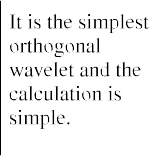 It is the simplest
orthogonal
wavelet and the
calculation is
simple.